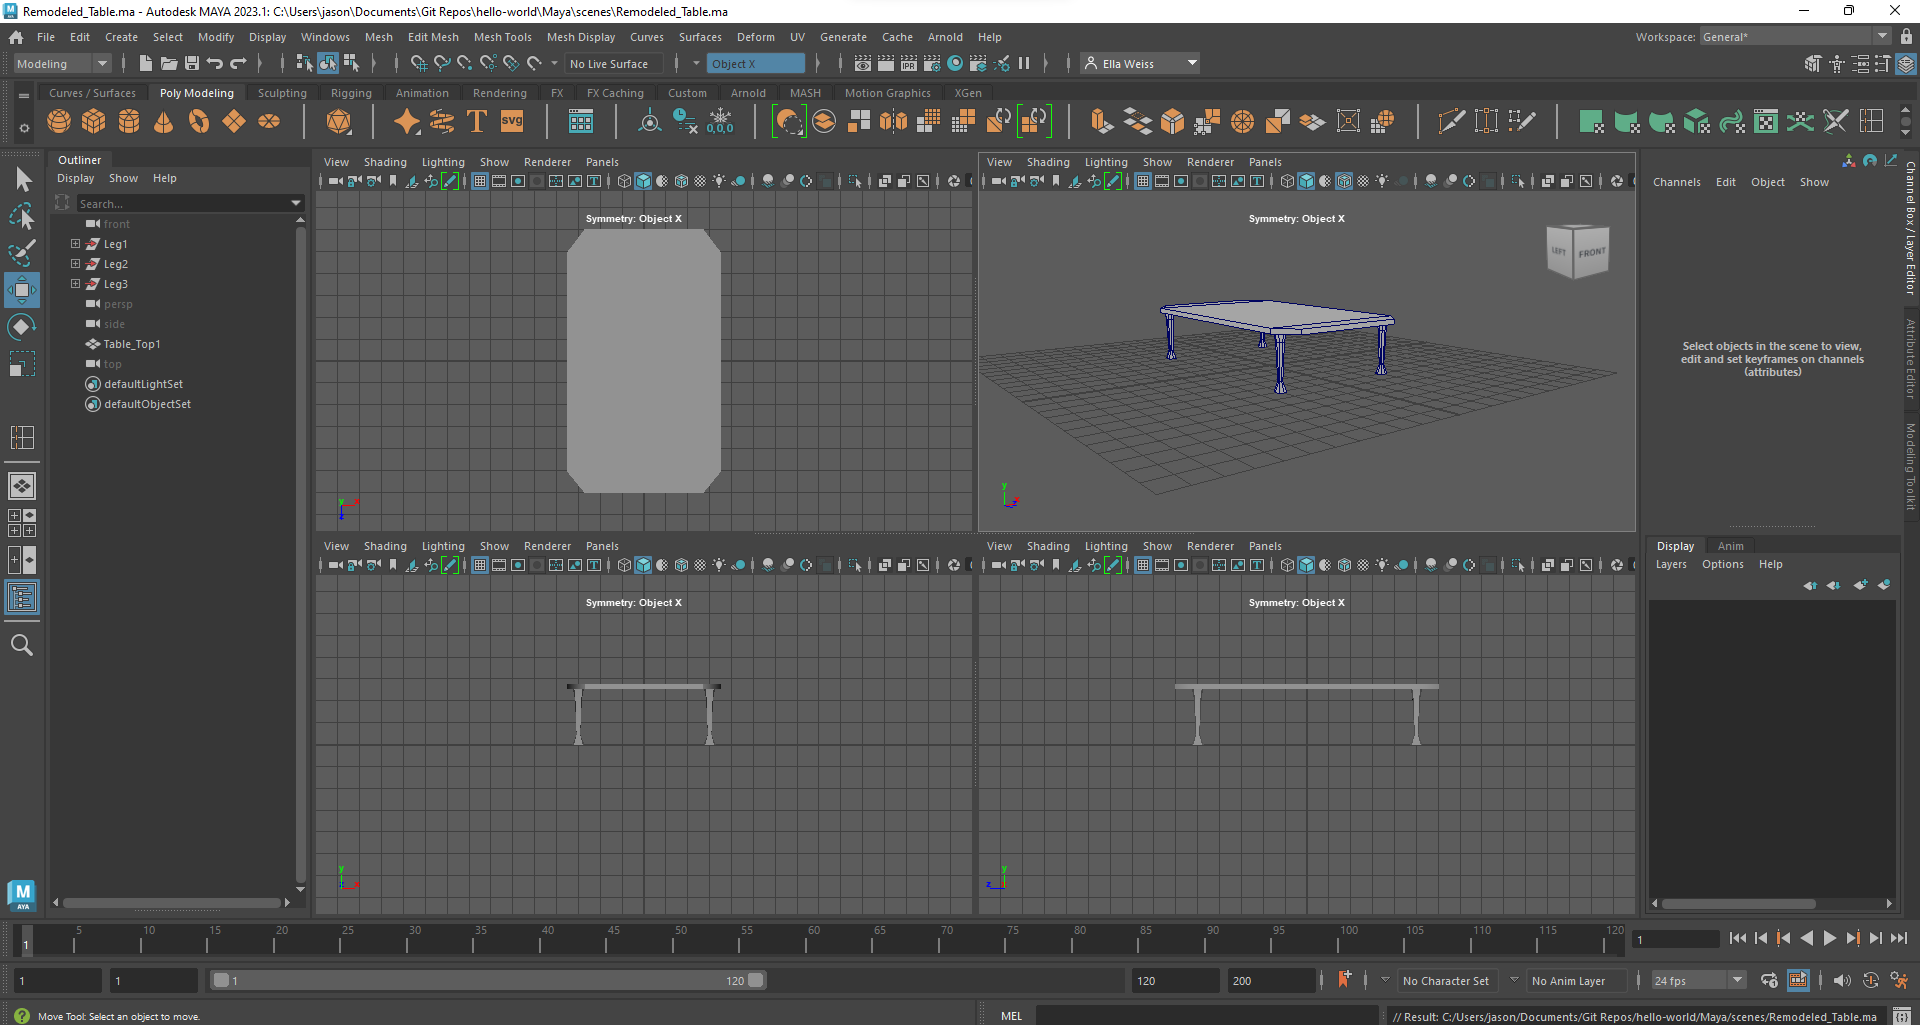 Remodeled_Table.ma - Autodesk MAYA 2023.1: C:\Users\jason\Documents\Git Repos\hello-world\Maya\scenes\Remodeled_Table.ma
File Edit Create Select Modify Display Windows Mesh Edit Mesh Mesh Tools Mesh Display Curves Surfaces Deform UV Generate Cache Arnold Help Workspace: General*
Modeling No Live Surface Object X IPR Ella Weiss
Curves / Surfaces Poly Modeling Sculpting Rigging Animation Rendering FX FX Caching Custom Arnold MASH Motion Graphics XGen
T SVG 0,0,0
Outliner
Display Show Help
Search...
front
Leg1
Leg2
Leg3
persp
side
Table_Top1
top
defaultLightSet
defaultObjectSet
View Shading Lighting Show Renderer Panels
Symmetry: Object X
y x
z
View Shading Lighting Show Renderer Panels
Symmetry: Object X
LEFT FRONT
y
View Shading Lighting Show Renderer Panels
Symmetry: Object X
y
View Shading Lighting Show Renderer Panels
Symmetry: Object X
y
z
Channels Edit Object Show
Select objects in the scene to view,
edit and set keyframes on channels
(attributes)
Channel Box / Layer Editor
Attribute Editor
Modeling Toolkit
Display Anim
Layers Options Help
M
AYA
5 10 15 20 25 30 35 40 45 50 55 60 65 70 75 80 85 90 95 100 105 110 115 120
1 1
1 1 1 120 120 200 No Character Set No Anim Layer 24 fps
Move Tool: Select an object to move. MEL // Result: C:/Users/jason/Documents/Git Repos/hello-world/Maya/scenes/Remodeled_Table.ma